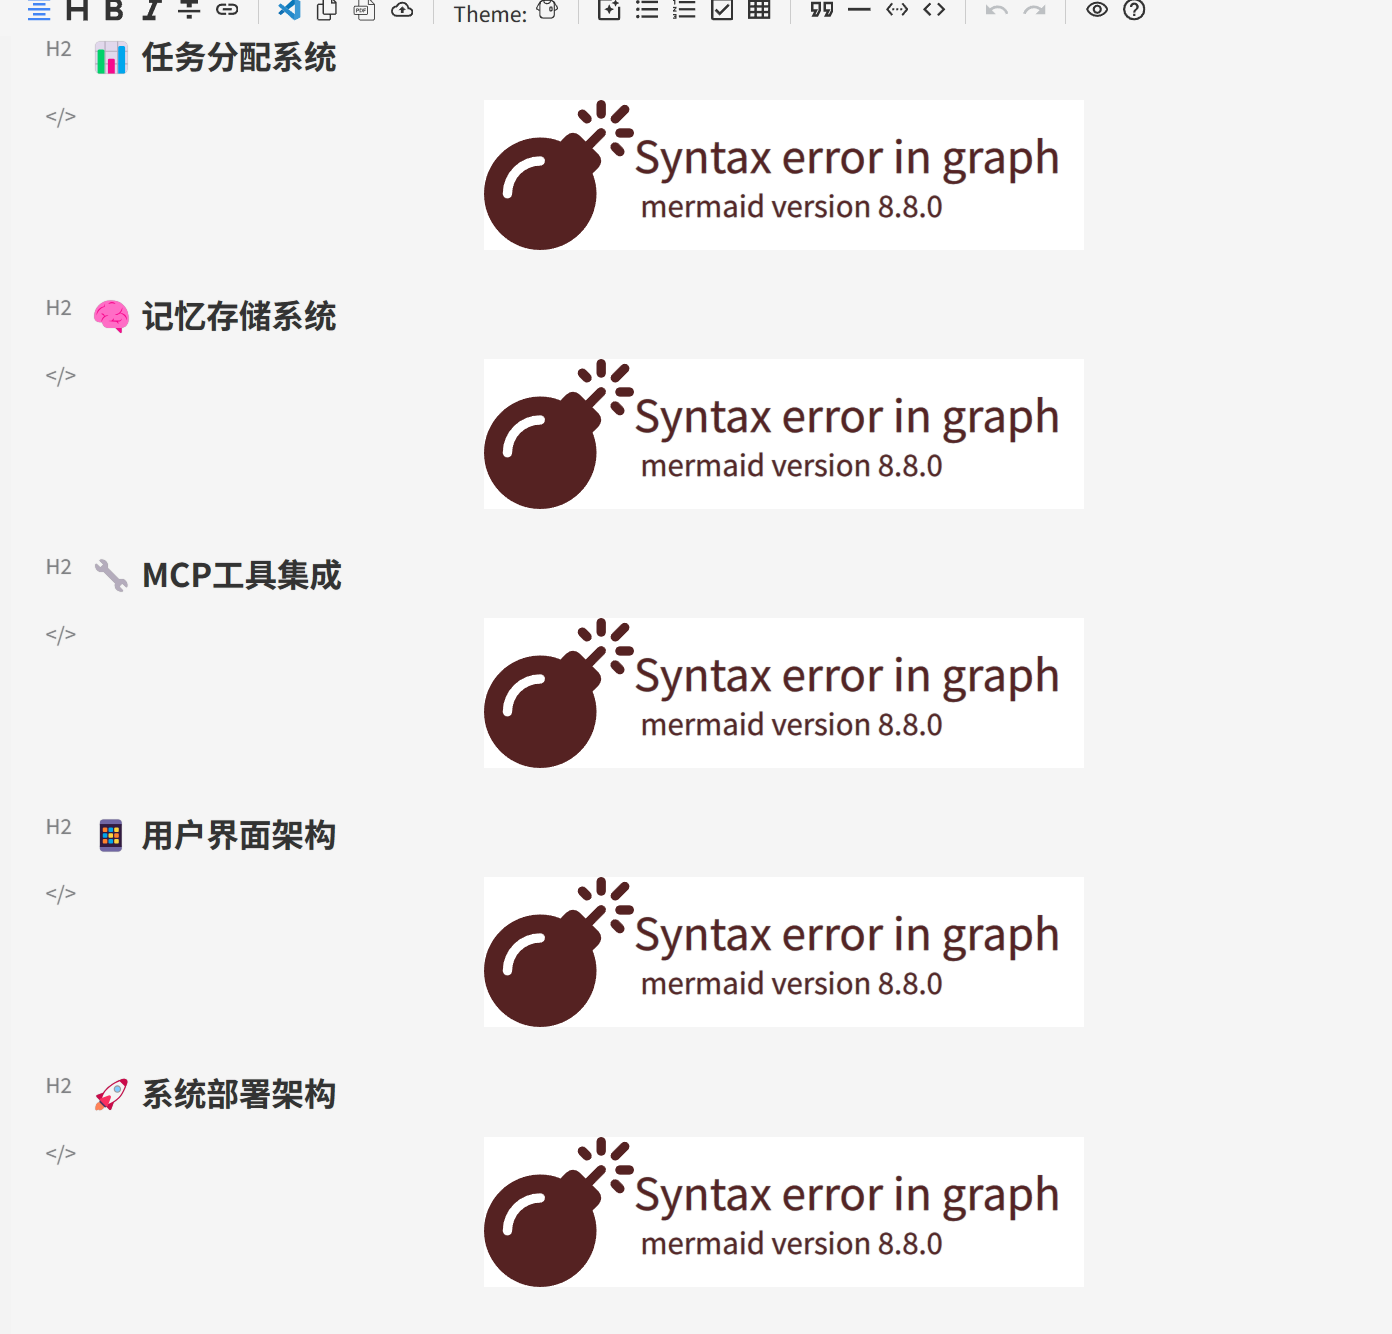 Theme:
H2 任务分配系统
</>
Syntax error in graph
mermaid version 8.8.0
H2 记忆存储系统
</>
Syntax error in graph
mermaid version 8.8.0
H2 MCP工具集成
</>
Syntax error in graph
mermaid version 8.8.0
H2 用户界面架构
</>
Syntax error in graph
mermaid version 8.8.0
H2 系统部署架构
</>
Syntax error in graph
mermaid version 8.8.0